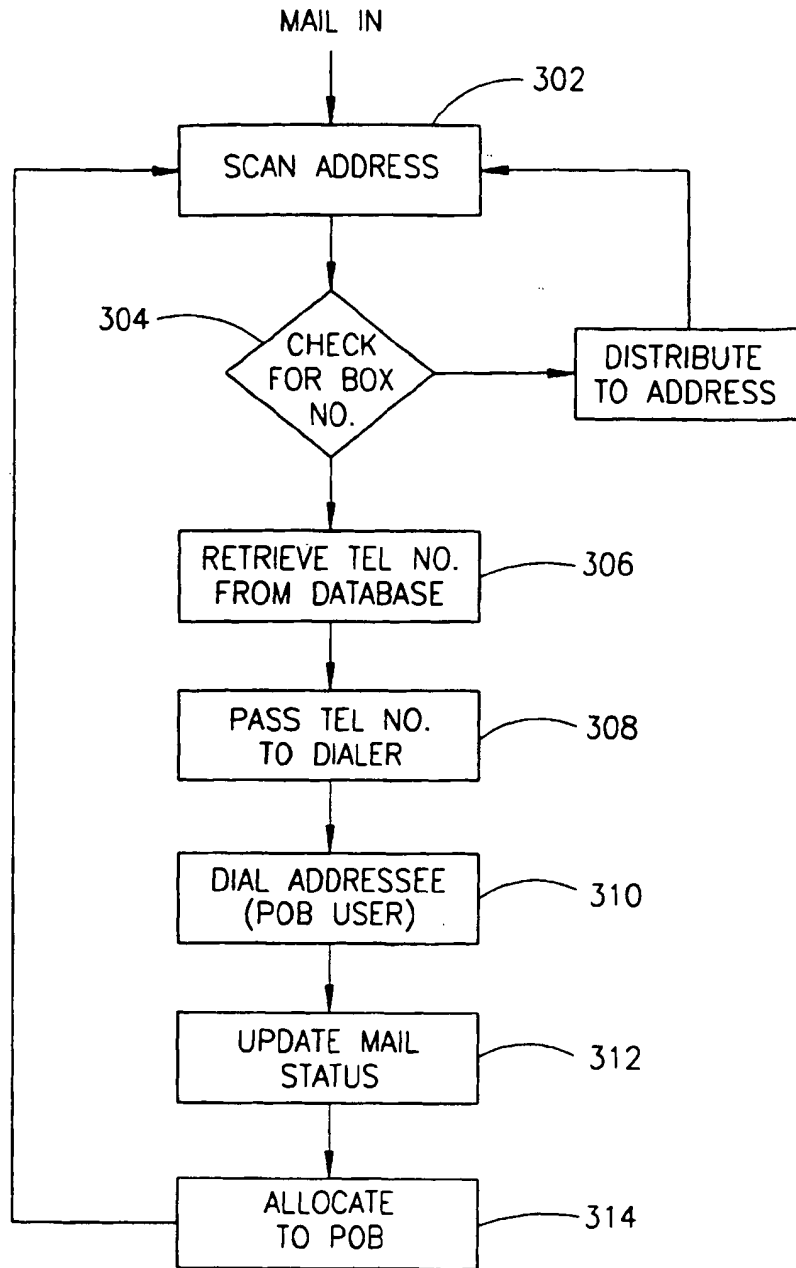 MAIL IN
302
SCAN ADDRESS
304
CHECK
FOR BOX
NO.
DISTRIBUTE
TO ADDRESS
RETRIEVE TEL NO.
FROM DATABASE
306
PASS TEL NO.
TO DIALER
308
DIAL ADDRESSEE
(POB USER)
310
UPDATE MAIL
STATUS
312
ALLOCATE
TO POB
314